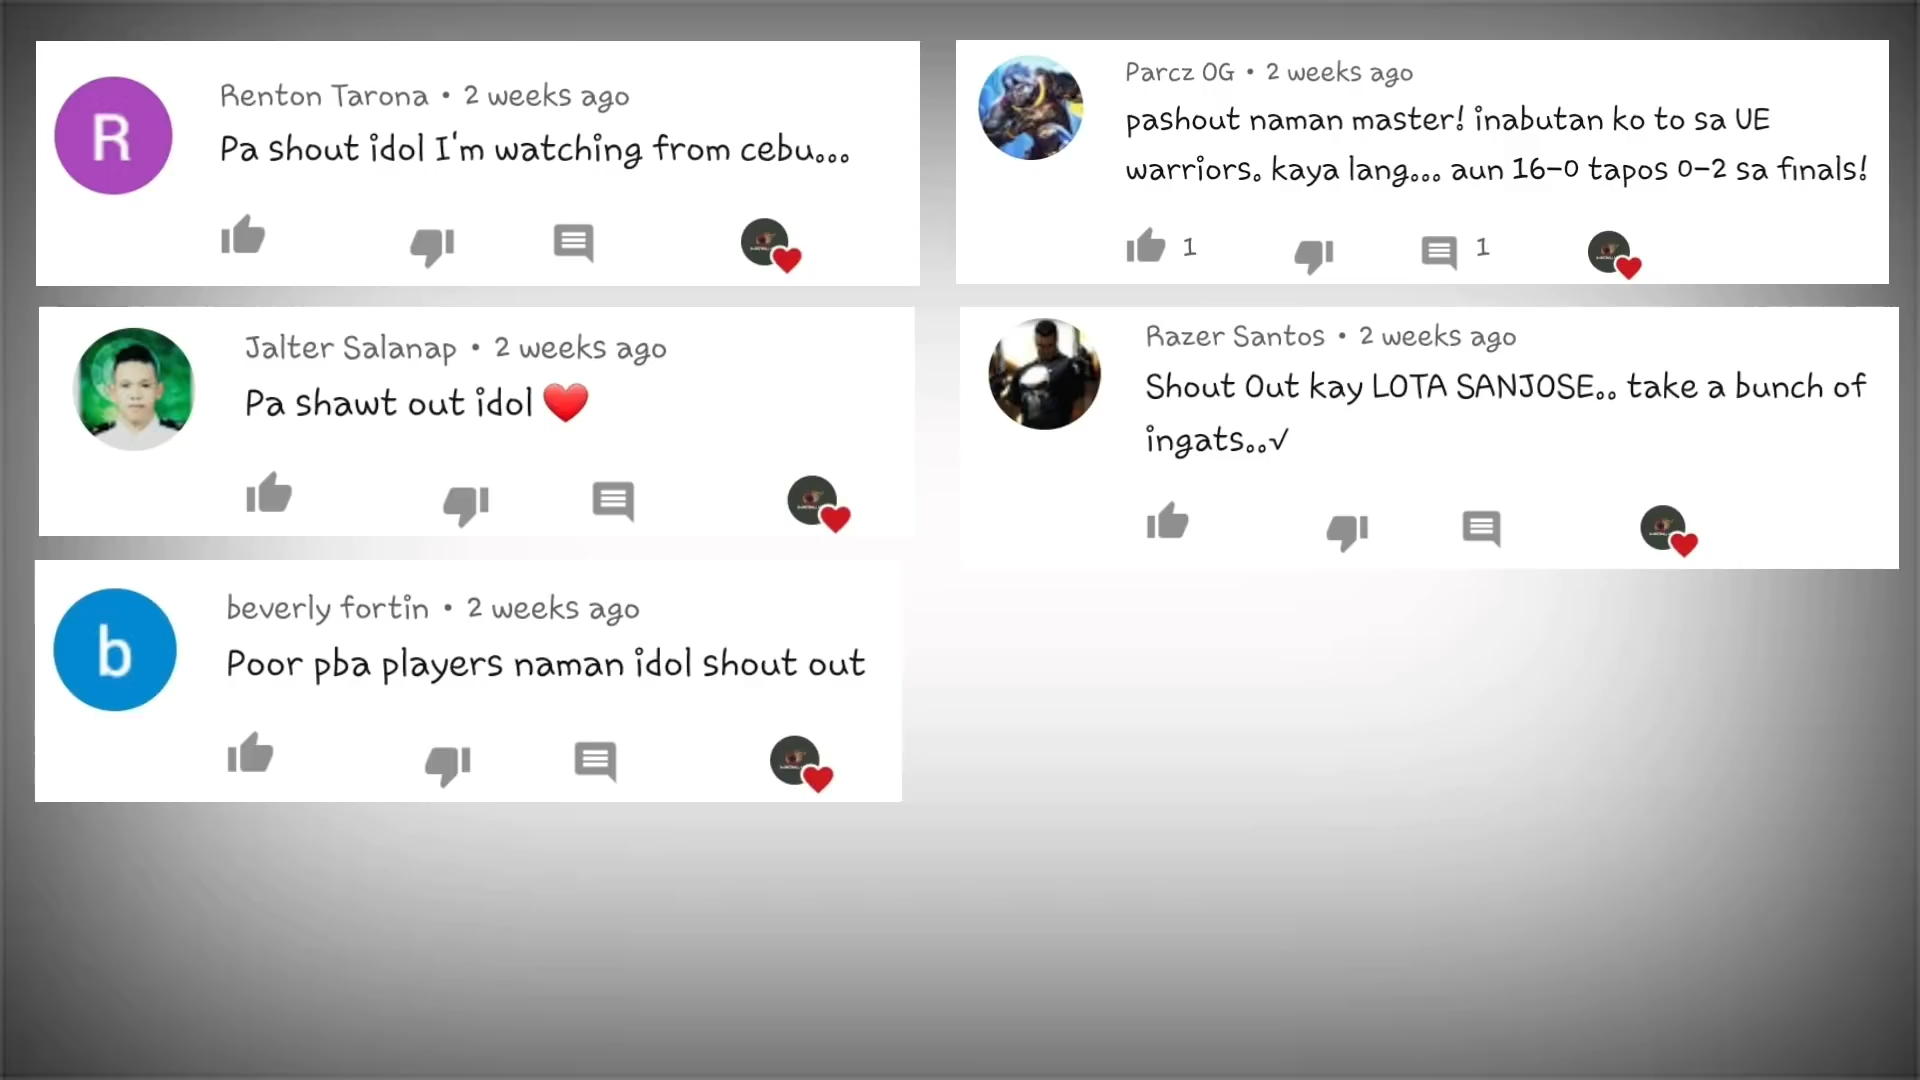 R
Renton Tarona • 2 weeks ago
Pa shout idol I'm watching from cebu...
Jalter Salanap • 2 weeks ago
Pa shawt out idol ❤️
b
beverly fortin • 2 weeks ago
Poor pba players naman idol shout out
Parcz OG • 2 weeks ago
pashout naman master! inabutan ko to sa UE
warriors. kaya lang... aun 16-0 tapos 0-2 sa finals!
1
1
Razer Santos • 2 weeks ago
Shout Out kay LOTA SANJOSE.. take a bunch of
ingats..√